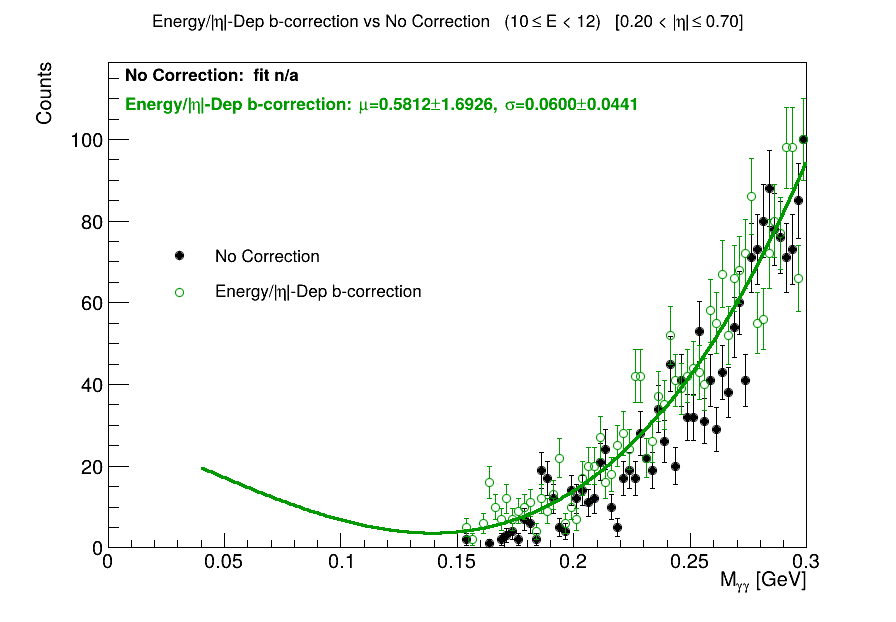 Energy/|η|-Dep b-correction vs No Correction (10 ≤ E < 12) [0.20 < |η| ≤ 0.70]
Counts
No Correction: fit n/a
Energy/|η|-Dep b-correction: μ=0.5812±1.6926, σ=0.0600±0.0441
100
80
60
40
20
0
No Correction
Energy/|η|-Dep b-correction
0 0.05 0.1 0.15 0.2 0.25 0.3
Mγγ [GeV]